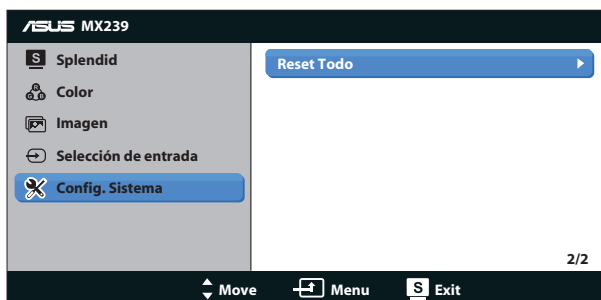 ASUS MX239
S Splendid
Color
Imagen
Selección de entrada
Config. Sistema
Reset Todo
2/2
Move Menu S Exit